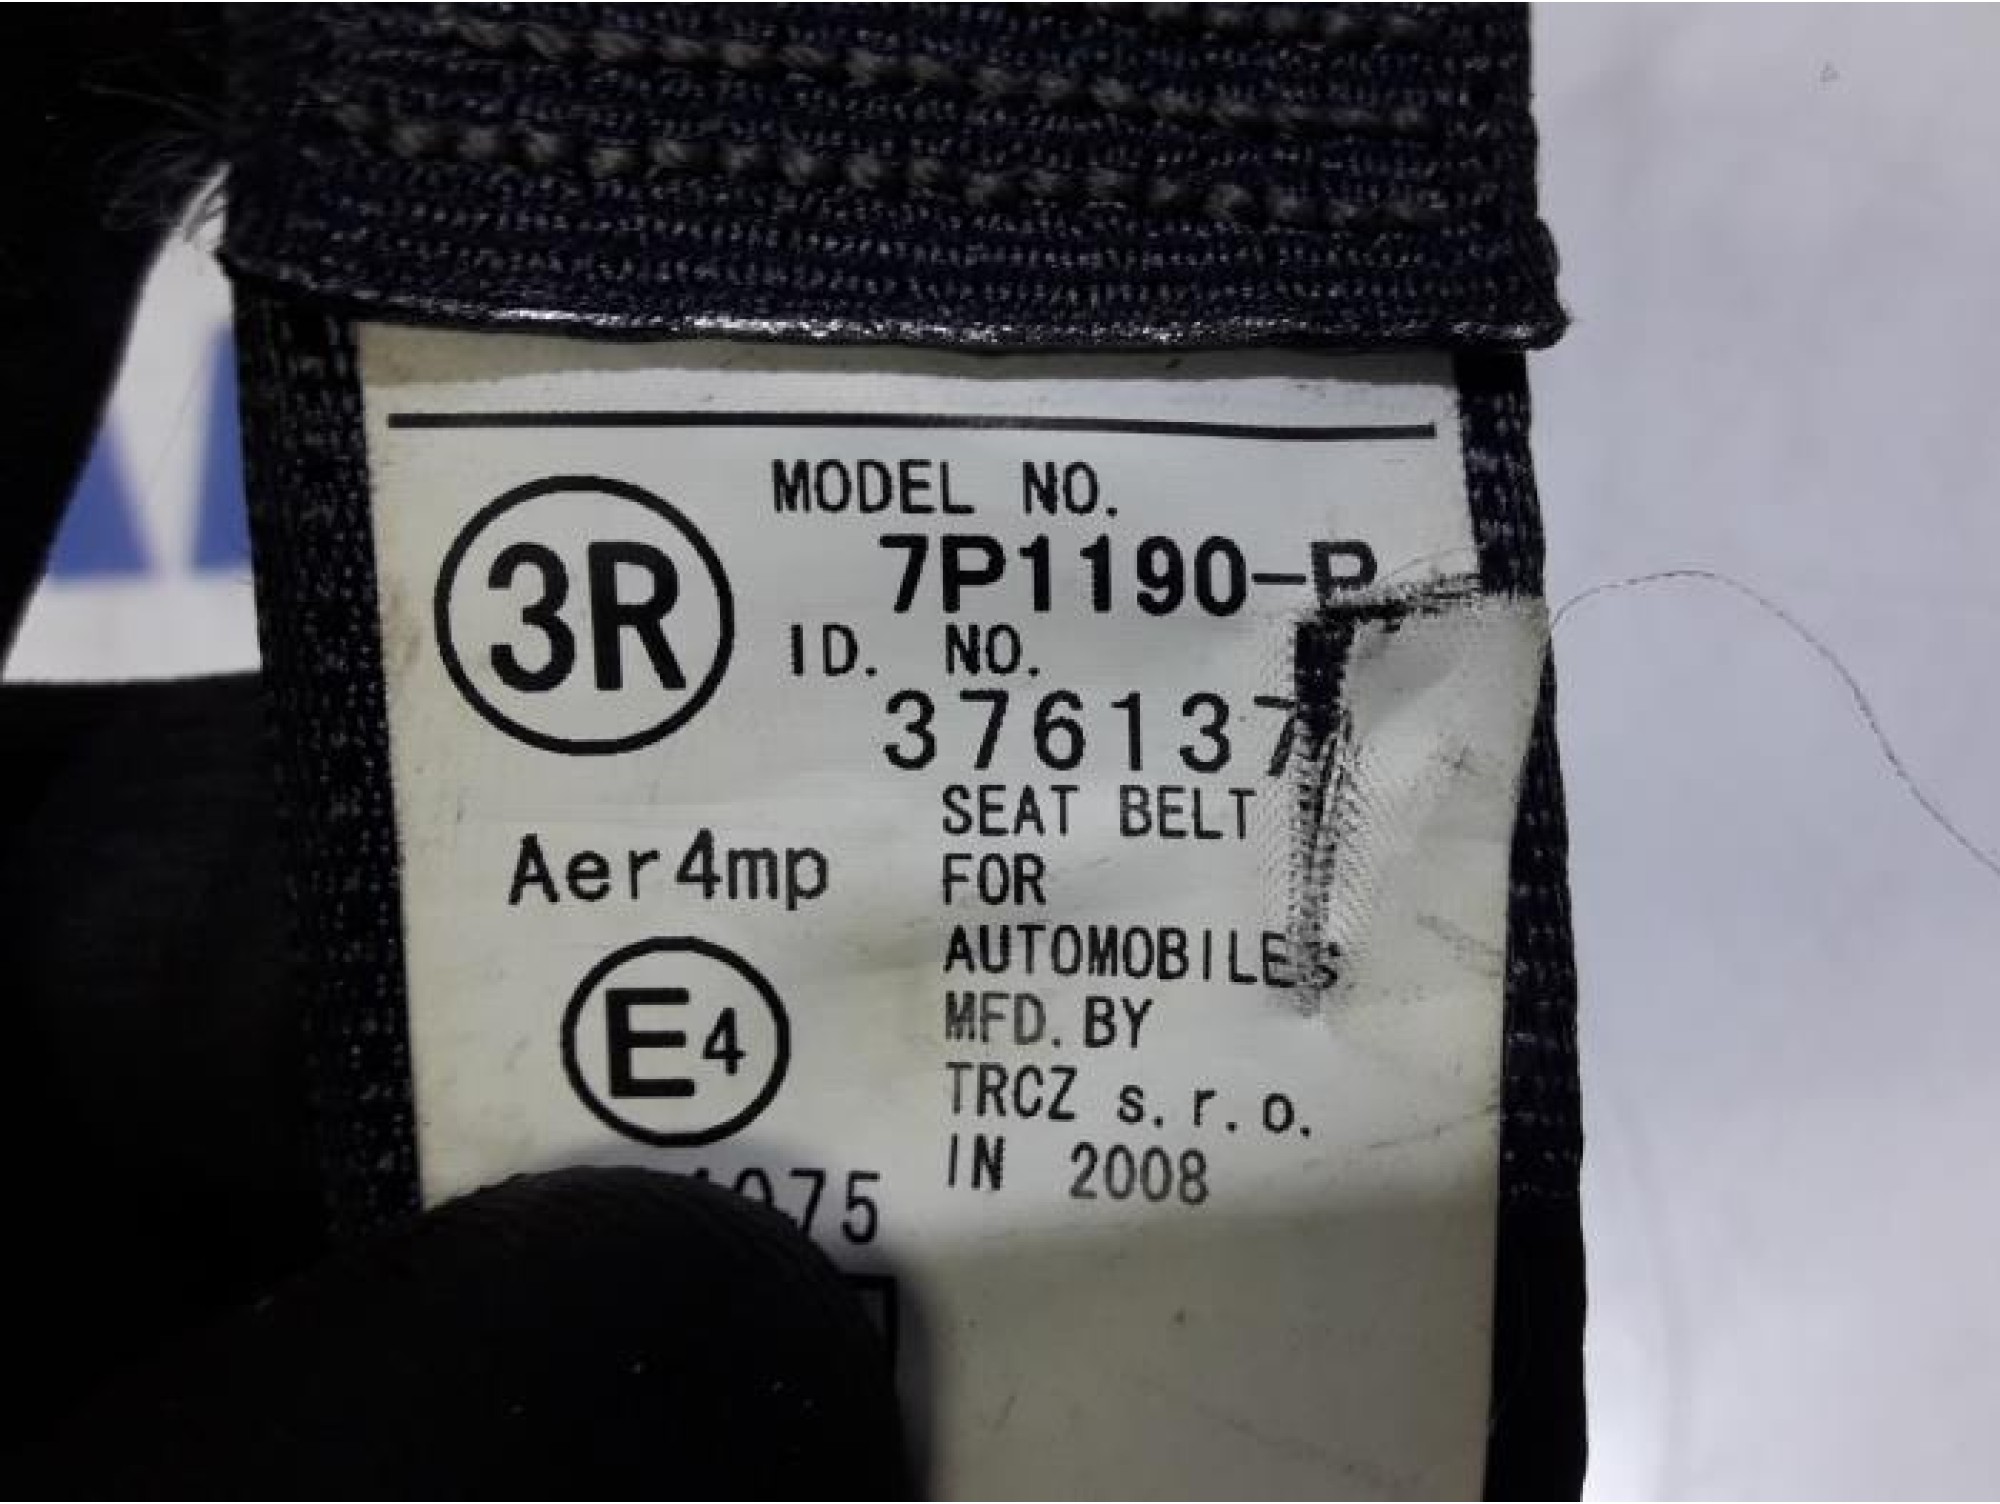 3R
MODEL NO.
7P1190-P
ID. NO.
376137
Aer4mp
E4
SEAT BELT
FOR
AUTOMOBILES
MFD. BY
TRCZ s.r.o.
IN 2008